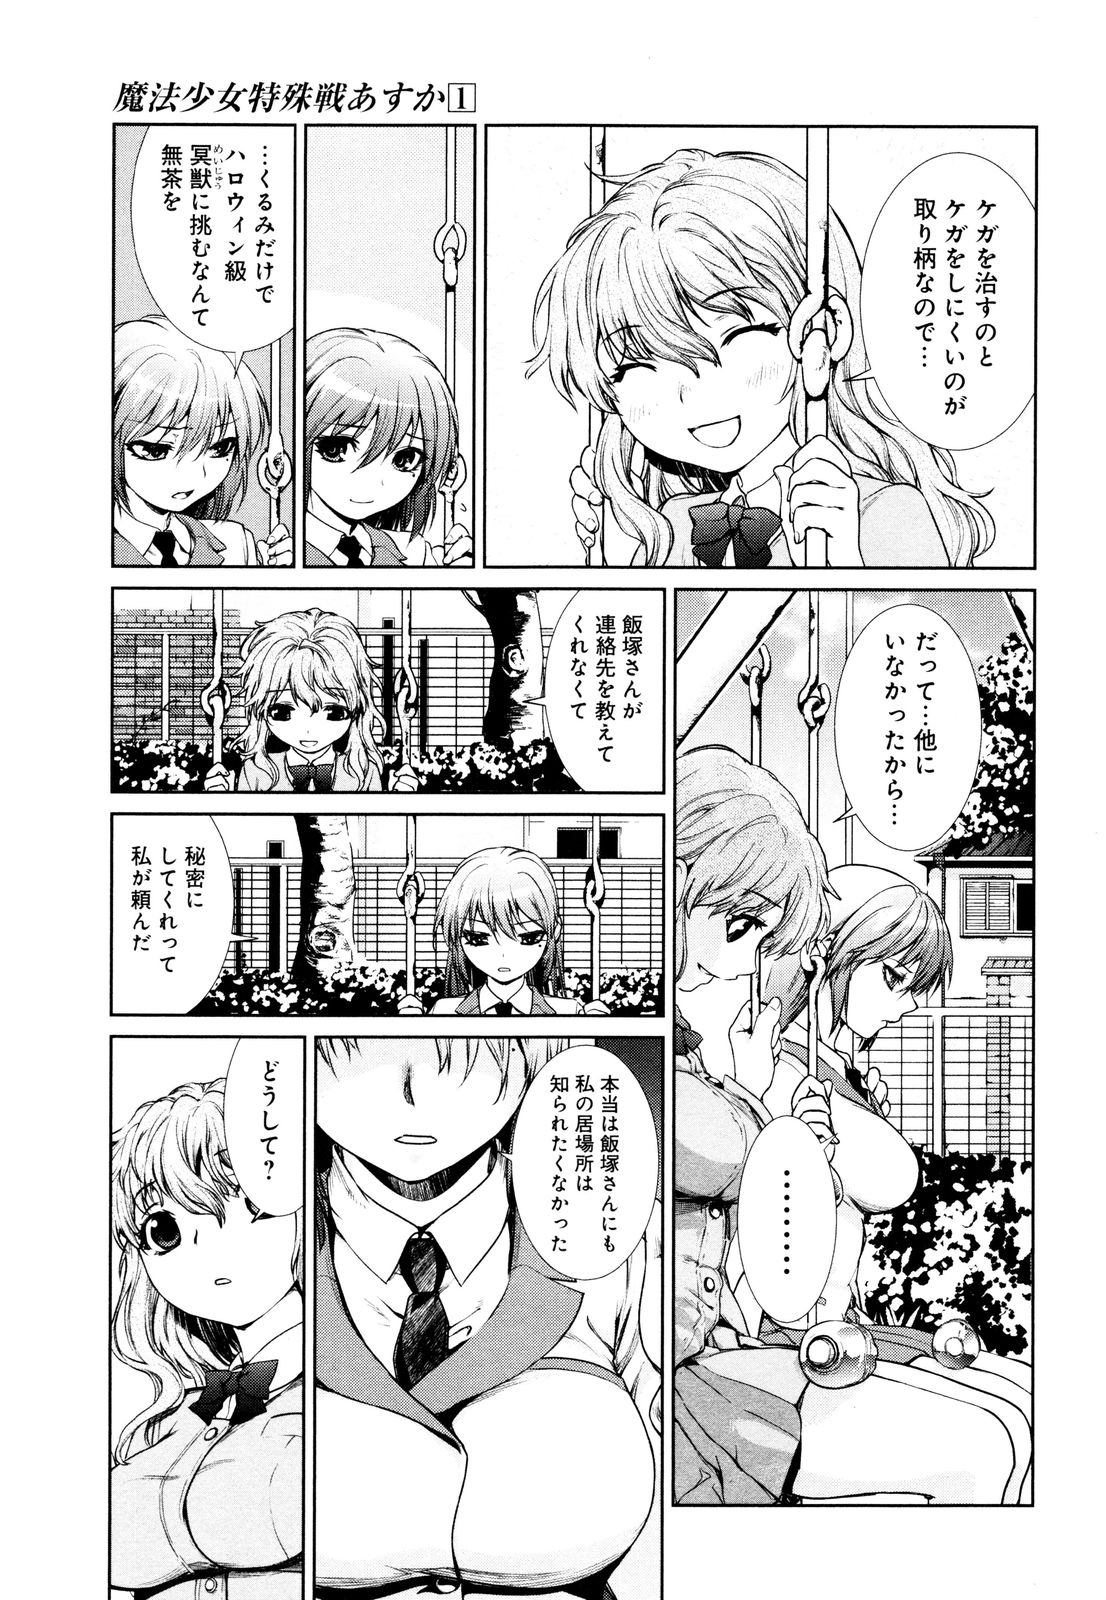 魔法少女特殊戦あすか1
ケガを治すのと
ケガをしにくいのが
取り柄なので…
…くるみだけで
ハロウィン級
冥獣に挑むなんて
めいじゅう
無茶を
だって…他に
いなかったから…
………
飯塚さんが
連絡先を教えて
くれなくて
秘密に
してくれって
私が頼んだ
本当は飯塚さんにも
私の居場所は
知られたくなかった
どうして?